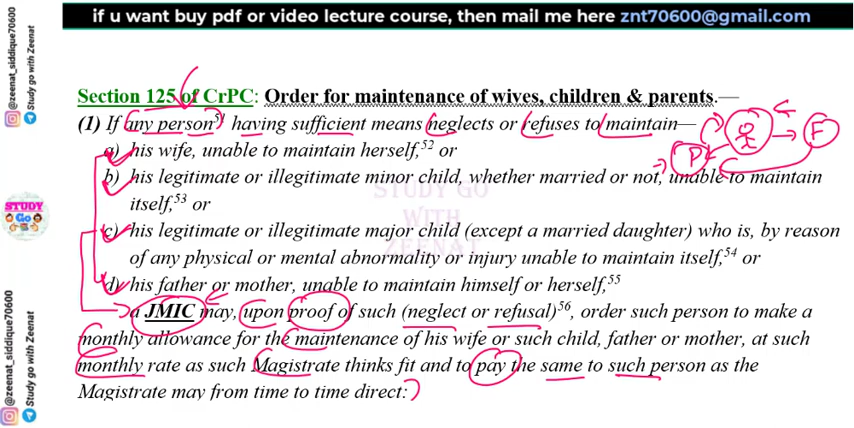 if u want buy pdf or video lecture course, then mail me here znt70600@gmail.com
@zeenat_siddique70600
Study go with Zeenat
Section 125 of CrPC: Order for maintenance of wives, children & parents.—
(1) If any person51 having sufficient means neglects or refuses to maintain—
a) his wife, unable to maintain herself,52 or
b) his legitimate or illegitimate minor child, whether married or not, unable to maintain
itself,53 or
c) his legitimate or illegitimate major child (except a married daughter) who is, by reason
of any physical or mental abnormality or injury unable to maintain itself,54 or
d) his father or mother, unable to maintain himself or herself,55
a JMIC may, upon proof of such (neglect or refusal)56, order such person to make a
monthly allowance for the maintenance of his wife or such child, father or mother, at such
monthly rate as such Magistrate thinks fit and to pay the same to such person as the
Magistrate may from time to time direct:
P
F
STUDY GO
WITH
ZEENAT
STUDY
Go
@zeenat_siddique70600
Study go with Zeenat